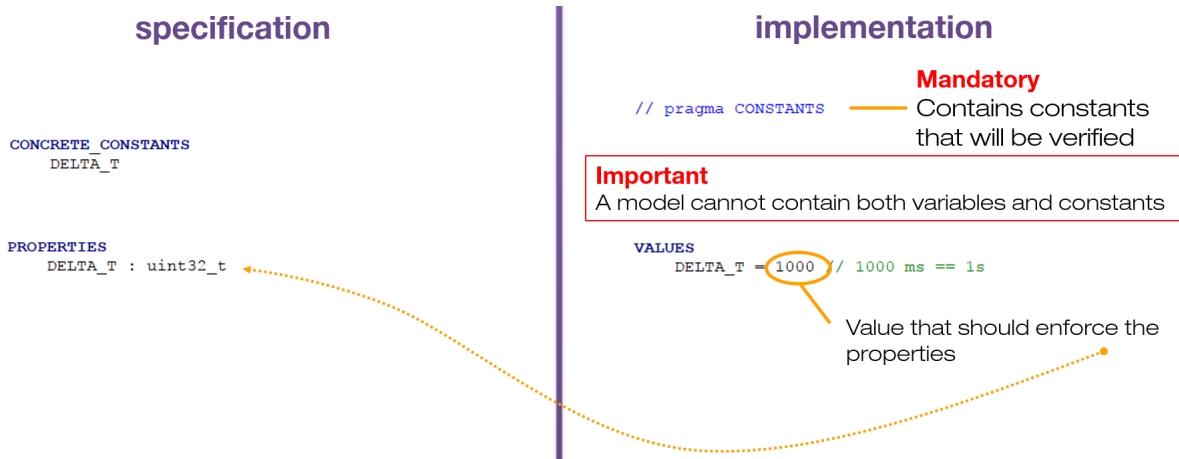 specification
CONCRETE_CONSTANTS
DELTA_T
PROPERTIES
DELTA_T : uint32_t
implementation
// pragma CONSTANTS
Mandatory
Contains constants
that will be verified
Important
A model cannot contain both variables and constants
VALUES
DELTA_T = 1000 // 1000 ms == 1s
Value that should enforce the
properties